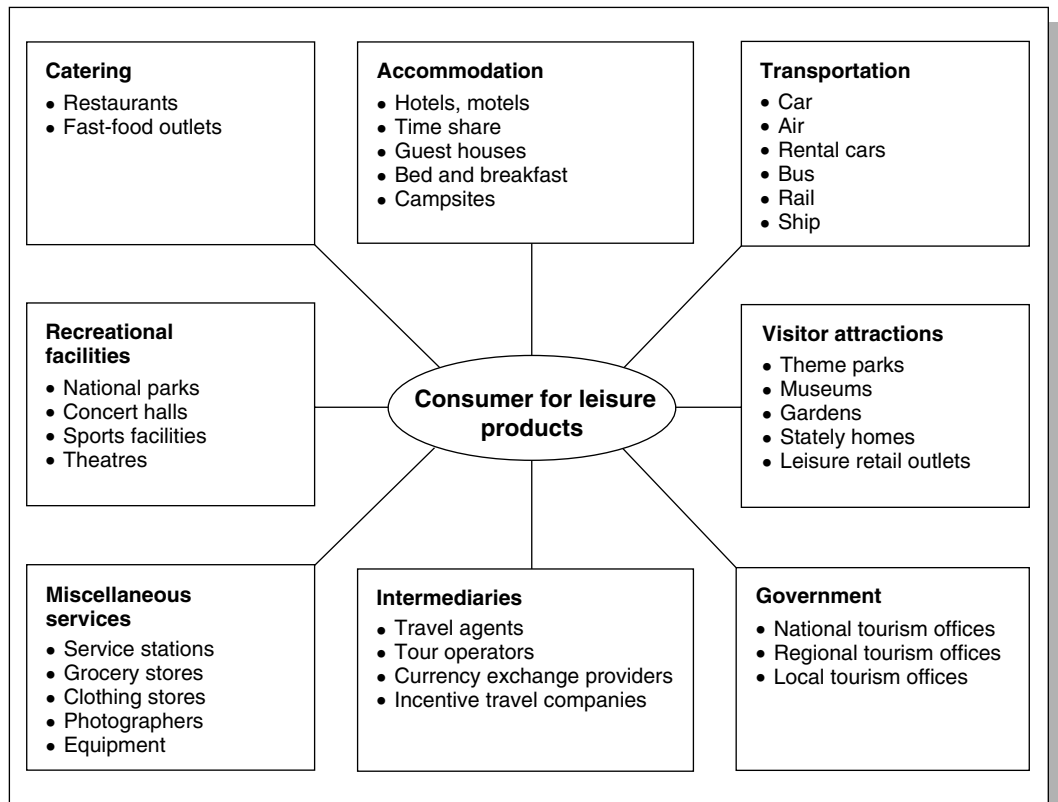 Catering
• Restaurants
• Fast-food outlets
Accommodation
• Hotels, motels
• Time share
• Guest houses
• Bed and breakfast
• Campsites
Transportation
• Car
• Air
• Rental cars
• Bus
• Rail
• Ship
Recreational
facilities
• National parks
• Concert halls
• Sports facilities
• Theatres
Consumer for leisure
products
Visitor attractions
• Theme parks
• Museums
• Gardens
• Stately homes
• Leisure retail outlets
Miscellaneous
services
• Service stations
• Grocery stores
• Clothing stores
• Photographers
• Equipment
Intermediaries
• Travel agents
• Tour operators
• Currency exchange providers
• Incentive travel companies
Government
• National tourism offices
• Regional tourism offices
• Local tourism offices